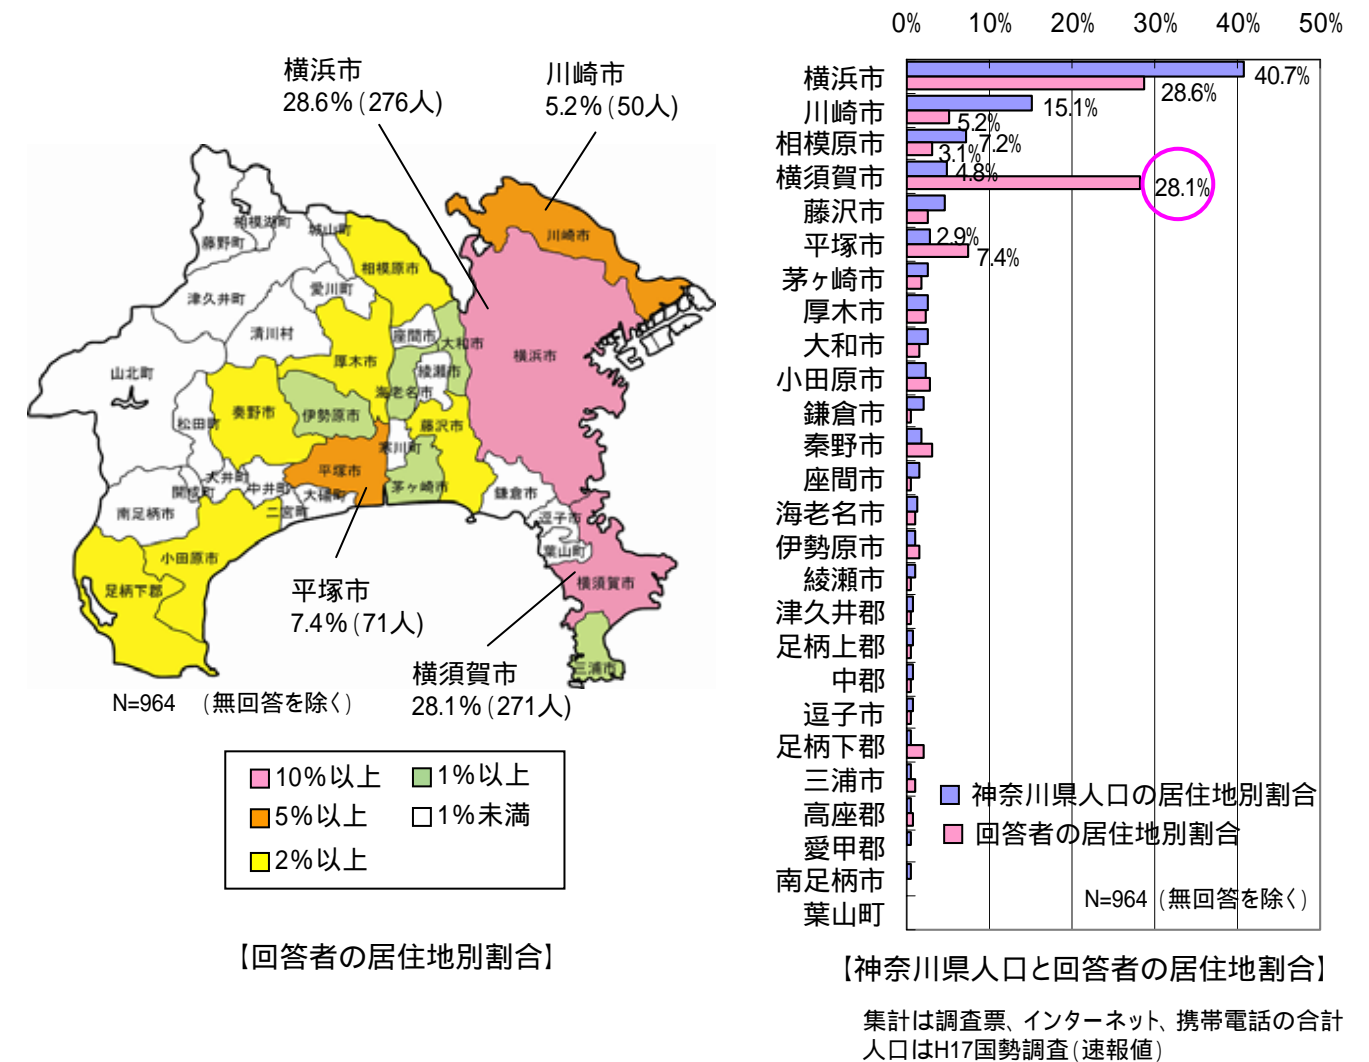 横浜市
28.6%(276人)
川崎市
5.2%(50人)
相模湖町
藤野町
城山町
川崎市
相模原市
津久井町
愛川町
清川村
座間市
大和市
横浜市
厚木市
綾瀬市
山北町
海老名市
秦野市
伊勢原市
松田町
藤沢市
寒川町
平塚市
大井町
開成町
中井町
大磯町
茅ヶ崎市
鎌倉市
南足柄市
二宮町
逗子市
葉山町
小田原市
足柄下郡
横須賀市
三浦市
平塚市
7.4%(71人)
横須賀市
28.1%(271人)
N=964 (無回答を除く)
10%以上
1%以上
5%以上
1%未満
2%以上
【回答者の居住地別割合】
0% 10% 20% 30% 40% 50%
横浜市 40.7% 28.6%
川崎市 15.1% 5.2%
相模原市 7.2% 3.1%
横須賀市 4.8% 28.1%
藤沢市
平塚市 2.9% 7.4%
茅ヶ崎市
厚木市
大和市
小田原市
鎌倉市
秦野市
座間市
海老名市
伊勢原市
綾瀬市
津久井郡
足柄上郡
中郡
逗子市
足柄下郡
三浦市
高座郡
愛甲郡
南足柄市
葉山町
神奈川県人口の居住地別割合
回答者の居住地別割合
N=964 (無回答を除く)
【神奈川県人口と回答者の居住地割合】
集計は調査票、インターネット、携帯電話の合計
人口はH17国勢調査(速報値)